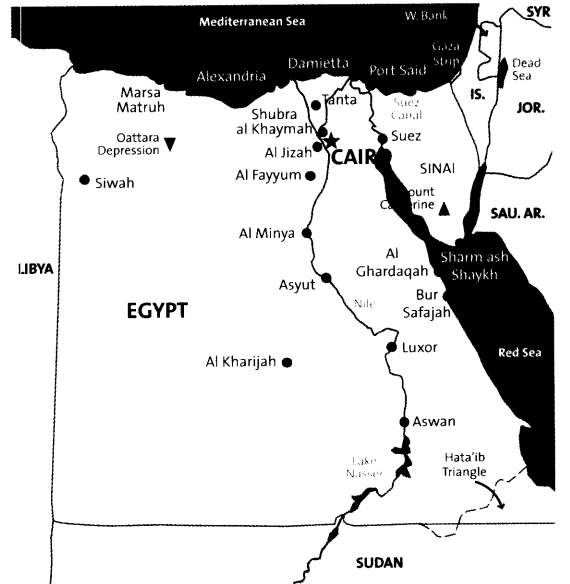 Mediterranean Sea
W. Bank
SYR
Gaza
Strip
Dead
Sea
Damietta
Alexandria
Port Said
IS.
JOR.
Marsa
Matruh
Tanta
Suez
Canal
Shubra
al Khaymah
Qattara
Depression
Suez
Al Jizah
CAIR
SINAI
Siwah
Al Fayyum
ount
Catherine
SAU. AR.
Al Minya
LIBYA
Al
Ghardaqah
Sharm ash
Shaykh
Asyut
Nile
Bur
Safajah
EGYPT
Luxor
Red Sea
Al Kharijah
Aswan
Lake
Nasser
Hata'ib
Triangle
SUDAN